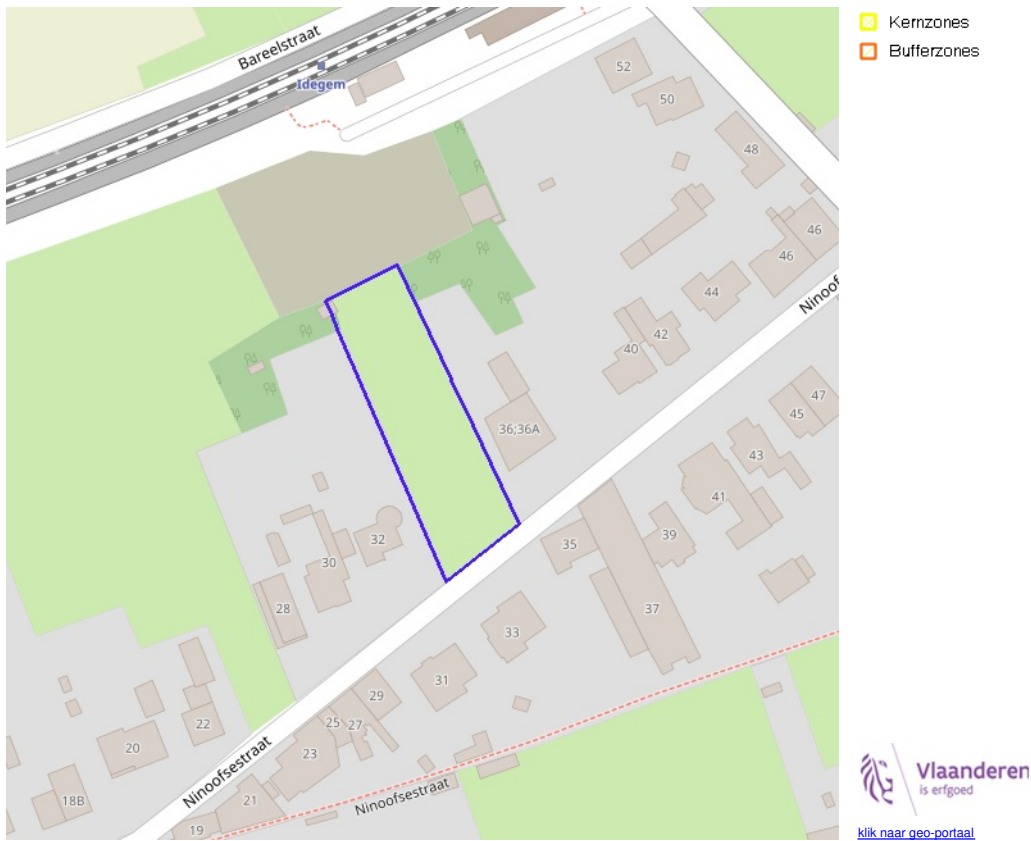 Kernzones
Bufferzones
Bareelstraat
Idegem
52
50
48
46
46
44
Ninoof
42
40
47
45
36;36A
43
41
39
35
32
30
37
28
33
31
29
25
27
22
20
23
Ninoofsestraat
Ninoofsestraat
18B
21
19
Vlaanderen
is erfgoed
klik naar geo-portaal